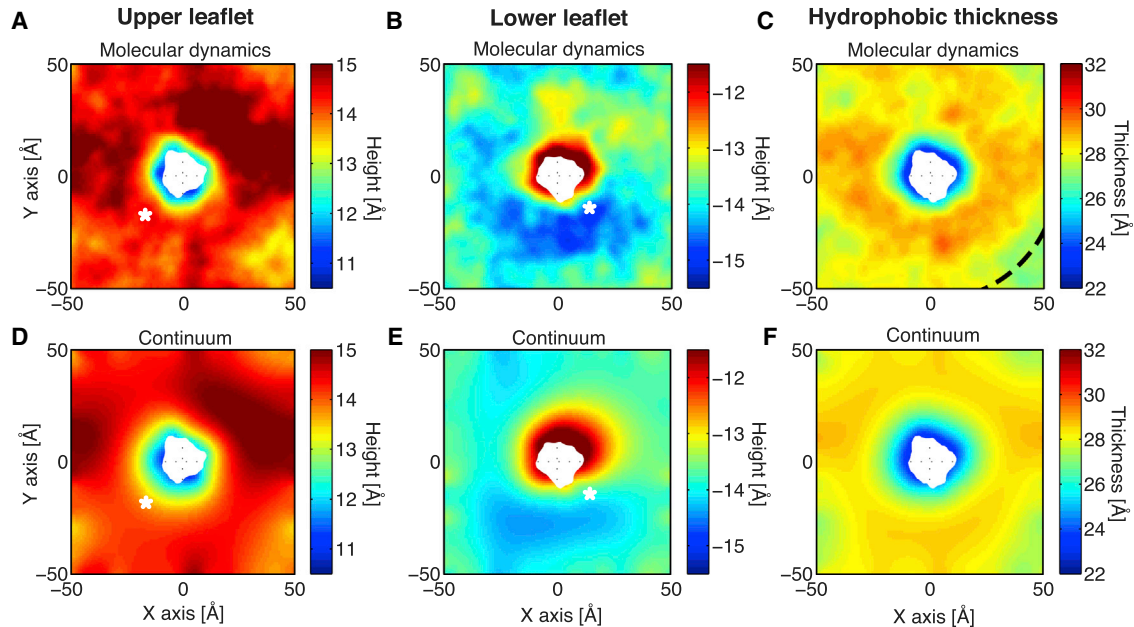 Upper leaflet
Lower leaflet
Hydrophobic thickness
A
Molecular dynamics
50
0
−50
−50 0 50
Y axis [Å]
15
14
13
12
11
Height [Å]
B
Molecular dynamics
50
0
−50
−50 0 50
−12
−13
−14
−15
Height [Å]
C
Molecular dynamics
50
0
−50
−50 0 50
32
30
28
26
24
22
Thickness [Å]
D
Continuum
50
0
−50
−50 0 50
Y axis [Å]
X axis [Å]
15
14
13
12
11
Height [Å]
E
Continuum
50
0
−50
−50 0 50
X axis [Å]
−12
−13
−14
−15
Height [Å]
F
Continuum
50
0
−50
−50 0 50
X axis [Å]
32
30
28
26
24
22
Thickness [Å]